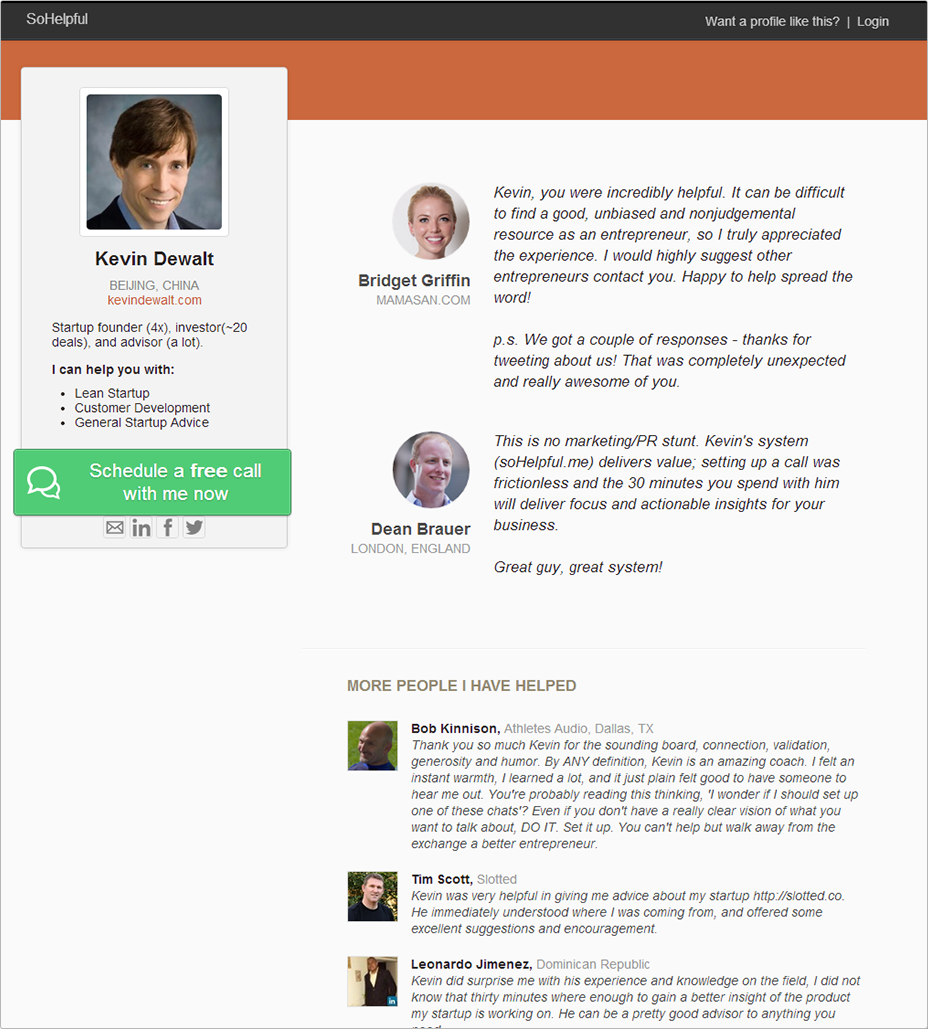 SoHelpful
Want a profile like this? | Login
Kevin Dewalt
BEIJING, CHINA
kevindewalt.com
Startup founder (4x), investor(~20
deals), and advisor (a lot).
I can help you with:
• Lean Startup
• Customer Development
• General Startup Advice
Schedule a free call
with me now
Kevin, you were incredibly helpful. It can be difficult
to find a good, unbiased and nonjudgemental
resource as an entrepreneur, so I truly appreciated
the experience. I would highly suggest other
entrepreneurs contact you. Happy to help spread the
word!
p.s. We got a couple of responses - thanks for
tweeting about us! That was completely unexpected
and really awesome of you.
Bridget Griffin
MAMASAN.COM
This is no marketing/PR stunt. Kevin's system
(soHelpful.me) delivers value; setting up a call was
frictionless and the 30 minutes you spend with him
will deliver focus and actionable insights for your
business.
Great guy, great system!
Dean Brauer
LONDON, ENGLAND
MORE PEOPLE I HAVE HELPED
Bob Kinnison, Athletes Audio, Dallas, TX
Thank you so much Kevin for the sounding board, connection, validation,
generosity and humor. By ANY definition, Kevin is an amazing coach. I felt an
instant warmth, I learned a lot, and it just plain felt good to have someone to
hear me out. You're probably reading this thinking, 'I wonder if I should set up
one of these chats'? Even if you don't have a really clear vision of what you
want to talk about, DO IT. Set it up. You can't help but walk away from the
exchange a better entrepreneur.
Tim Scott, Slotted
Kevin was very helpful in giving me advice about my startup http://slotted.co.
He immediately understood where I was coming from, and offered some
excellent suggestions and encouragement.
Leonardo Jimenez, Dominican Republic
Kevin did surprise me with his experience and knowledge on the field, I did not
know that thirty minutes where enough to gain a better insight of the product
my startup is working on. He can be a pretty good advisor to anything you